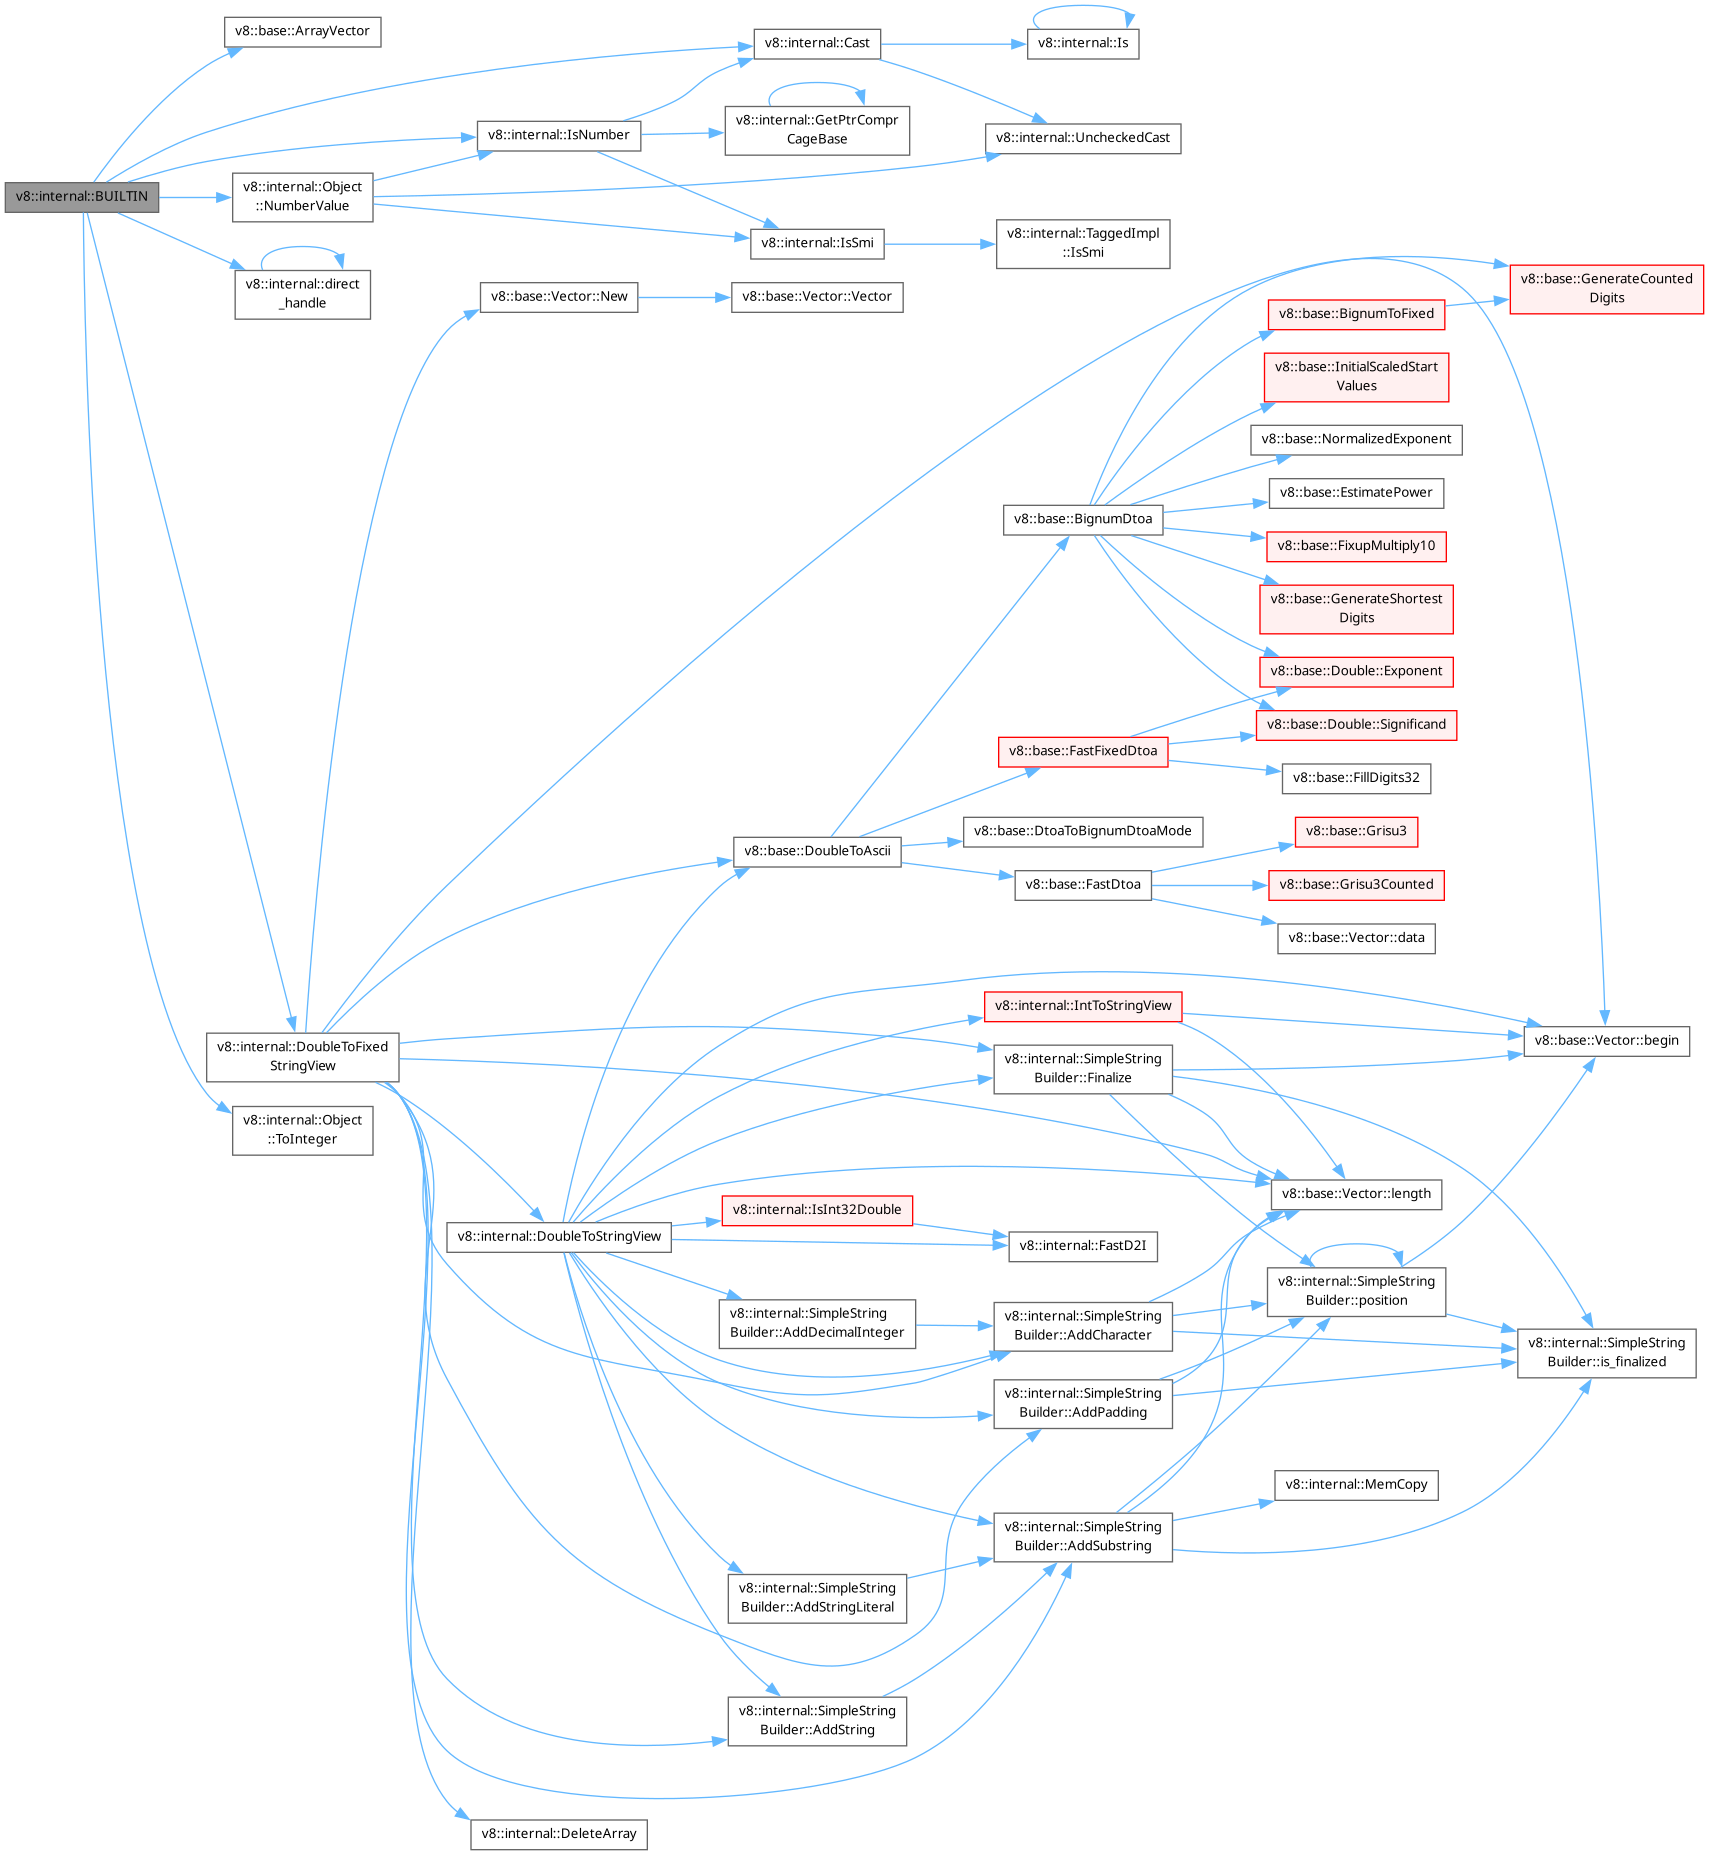 v8::base::ArrayVector
v8::internal::Cast
v8::internal::Is
v8::internal::GetPtrCompr
CageBase
v8::internal::IsNumber
v8::internal::UncheckedCast
v8::internal::BUILTIN
v8::internal::Object
::NumberValue
v8::internal::IsSmi
v8::internal::TaggedImpl
::IsSmi
v8::internal::direct
_handle
v8::base::Vector::New
v8::base::Vector::Vector
v8::base::GenerateCounted
Digits
v8::base::BignumToFixed
v8::base::InitialScaledStart
Values
v8::base::NormalizedExponent
v8::base::EstimatePower
v8::base::BignumDtoa
v8::base::FixupMultiply10
v8::base::GenerateShortest
Digits
v8::base::Double::Exponent
v8::base::Double::Significand
v8::base::FastFixedDtoa
v8::base::FillDigits32
v8::base::DtoaToBignumDtoaMode
v8::base::Grisu3
v8::base::DoubleToAscii
v8::base::FastDtoa
v8::base::Grisu3Counted
v8::base::Vector::data
v8::internal::IntToStringView
v8::base::Vector::begin
v8::internal::DoubleToFixed
StringView
v8::internal::SimpleString
Builder::Finalize
v8::internal::Object
::ToInteger
v8::base::Vector::length
v8::internal::IsInt32Double
v8::internal::DoubleToStringView
v8::internal::FastD2I
v8::internal::SimpleString
Builder::position
v8::internal::SimpleString
Builder::AddDecimalInteger
v8::internal::SimpleString
Builder::AddCharacter
v8::internal::SimpleString
Builder::is_finalized
v8::internal::SimpleString
Builder::AddPadding
v8::internal::MemCopy
v8::internal::SimpleString
Builder::AddSubstring
v8::internal::SimpleString
Builder::AddStringLiteral
v8::internal::SimpleString
Builder::AddString
v8::internal::DeleteArray